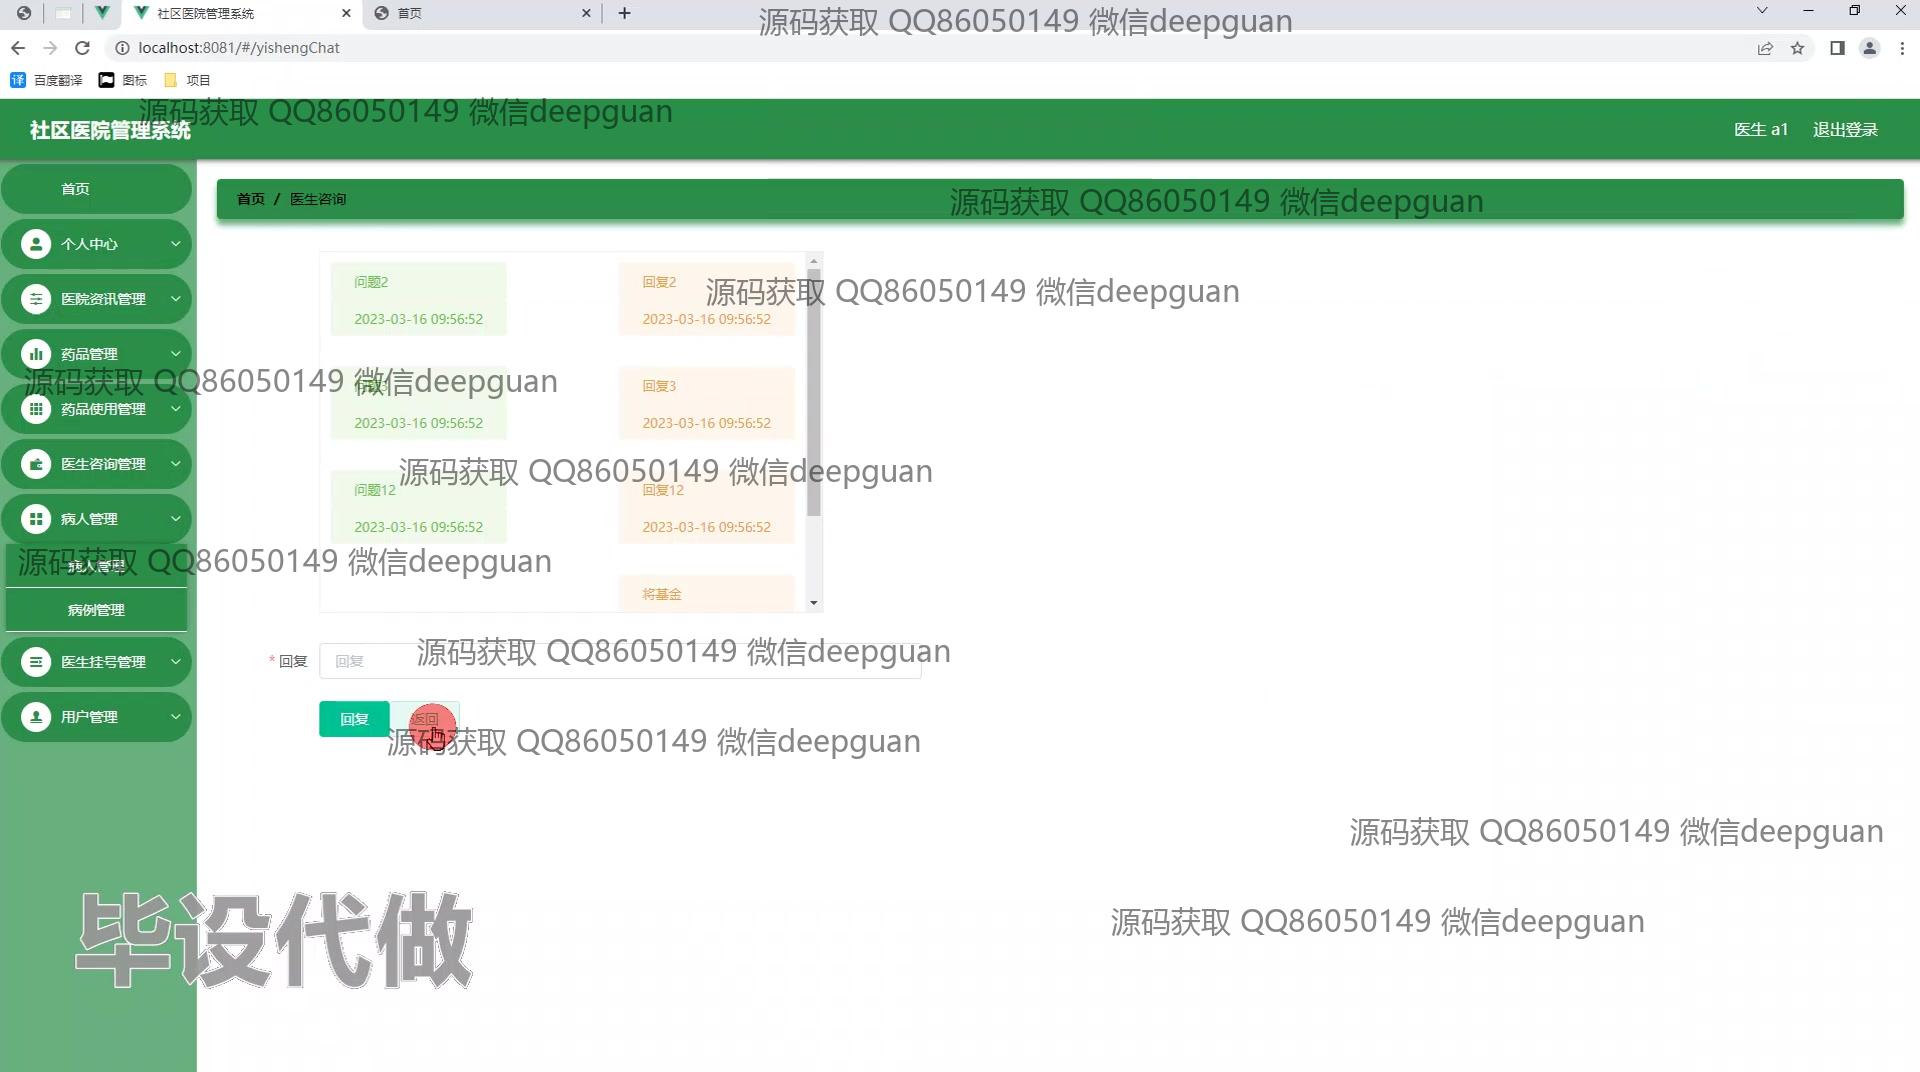 社区医院管理系统
首页
源码获取 QQ86050149 微信deepguan
localhost:8081/#/yishengChat
百度翻译
图标
项目
源码获取 QQ86050149 微信deepguan
社区医院管理系统
医生 a1
退出登录
首页
首页 / 医生咨询
源码获取 QQ86050149 微信deepguan
个人中心
医院资讯管理
药品管理
药品使用管理
医生咨询管理
病人管理
病人管理
病例管理
医生挂号管理
用户管理
问题2
2023-03-16 09:56:52
回复2
2023-03-16 09:56:52
源码获取 QQ86050149 微信deepguan
源码获取 QQ86050149 微信deepguan
问题3
2023-03-16 09:56:52
回复3
2023-03-16 09:56:52
源码获取 QQ86050149 微信deepguan
问题12
2023-03-16 09:56:52
回复12
2023-03-16 09:56:52
源码获取 QQ86050149 微信deepguan
将基金
* 回复
回复
源码获取 QQ86050149 微信deepguan
回复
返回
源码获取 QQ86050149 微信deepguan
源码获取 QQ86050149 微信deepguan
源码获取 QQ86050149 微信deepguan
毕设代做